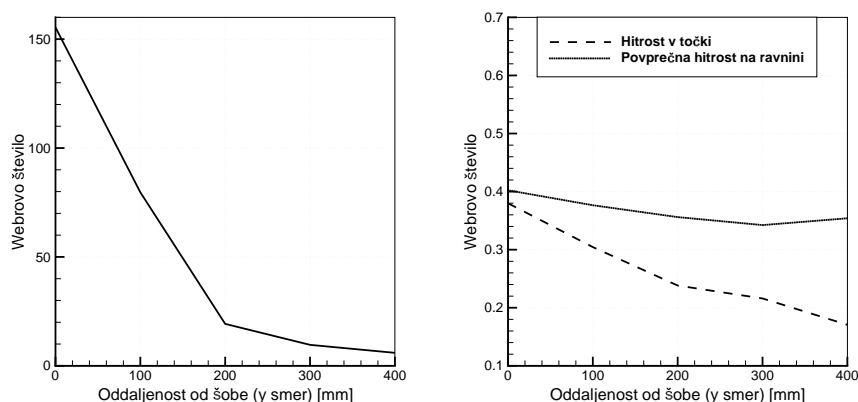 150
100
50
0
Webrovo število
0 100 200 300 400
Oddaljenost od šobe (y smer) [mm]
0.7
0.6
0.5
0.4
0.3
0.2
0.1
Webrovo število
Hitrost v točki
Povprečna hitrost na ravnini
0 100 200 300 400
Oddaljenost od šobe (y smer) [mm]